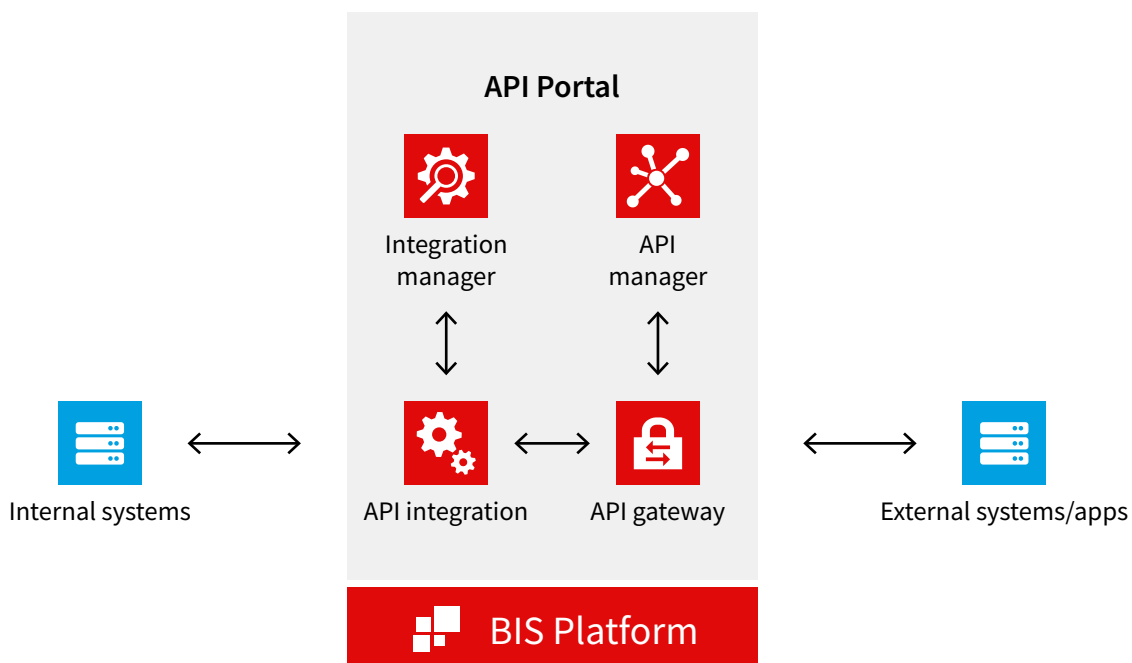 API Portal
Integration
manager
API
manager
Internal systems
API integration
API gateway
External systems/apps
BIS Platform